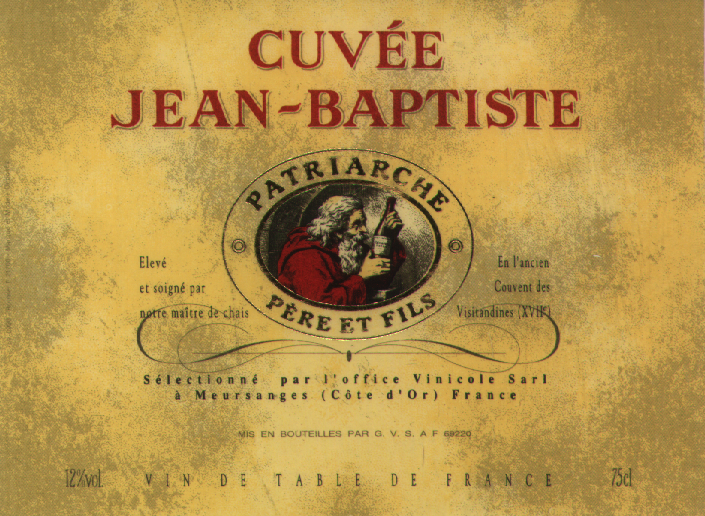 CUVÉE
JEAN-BAPTISTE
PATRIARCHE
PÈRE ET FILS
Elevé
et soigné par
notre maître de chais
En l'ancien
Couvent des
Visitandines (XVIIe)
Sélectionné par l'office Vinicole Sarl
à Meursanges (Côte d'Or) France
MIS EN BOUTEILLES PAR G. V. S. A F 69220
12%vol. VIN DE TABLE DE FRANCE 75cl